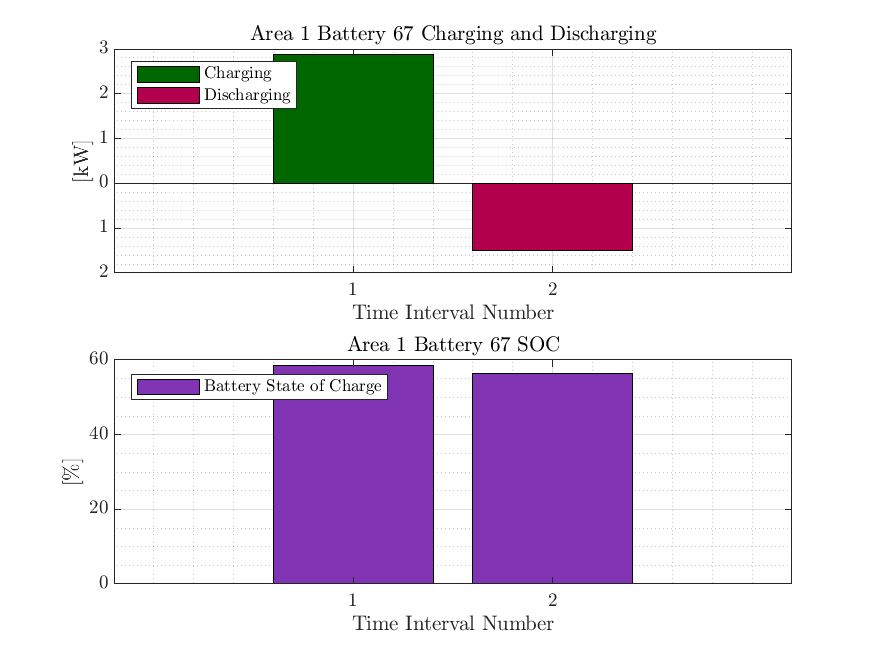 Area 1 Battery 67 Charging and Discharging
3
2
1
0
1
2
[kW]
Charging
Discharging
1 2
Time Interval Number
Area 1 Battery 67 SOC
60
40
20
0
[%]
Battery State of Charge
1 2
Time Interval Number